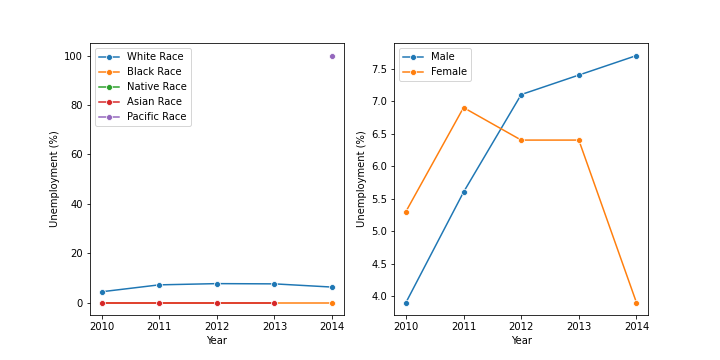 White Race
Black Race
Native Race
Asian Race
Pacific Race
100
80
60
40
20
0
Unemployment (%)
2010 2011 2012 2013 2014
Year
Male
Female
7.5
7.0
6.5
6.0
5.5
5.0
4.5
4.0
Unemployment (%)
2010 2011 2012 2013 2014
Year